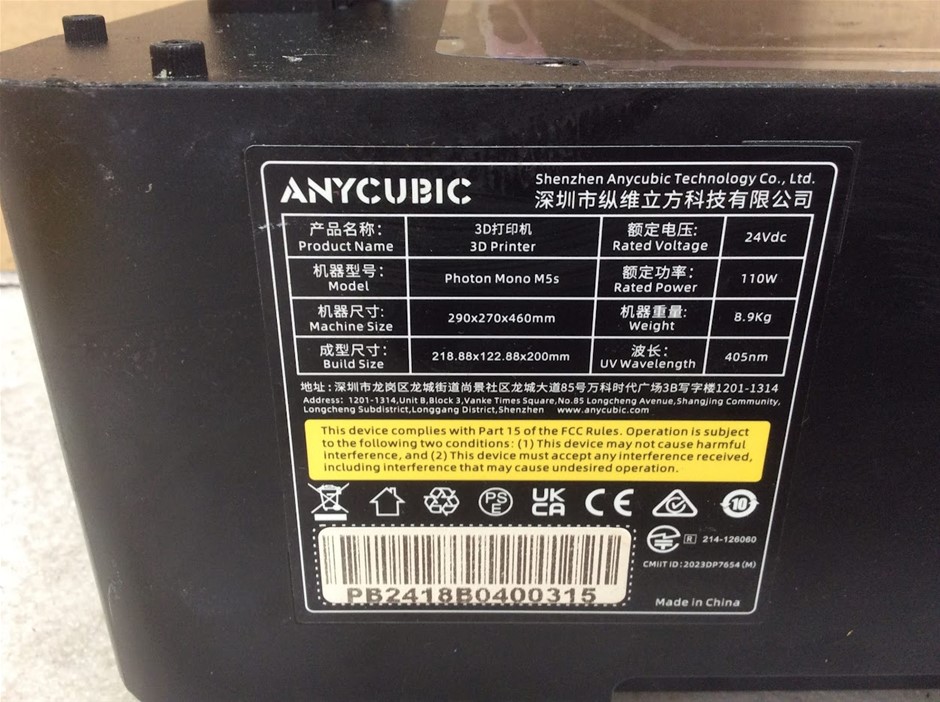 ANYCUBIC
Shenzhen Anycubic Technology Co., Ltd.
深圳市纵维立方科技有限公司
产品名称： 3D打印机 额定电压： 24Vdc
Product Name 3D Printer Rated Voltage
机器型号： Photon Mono M5s 额定功率： 110W
Model Rated Power
机器尺寸: 290x270x460mm 机器重量: 8.9Kg
Machine Size Weight
成型尺寸: 218.88x122.88x200mm 波长: 405nm
Build Size UV Wavelength
地址：深圳市龙岗区龙城街道尚景社区龙城大道85号万科时代广场3B写字楼1201-1314
Address: 1201-1314,Unit B,Block 3,Vanke Times Square,No.85 Longcheng Avenue,Shangjing Community,
Longcheng Subdistrict,Longgang District,Shenzhen www.anycubic.com
This device complies with Part 15 of the FCC Rules. Operation is subject
to the following two conditions: (1) This device may not cause harmful
interference, and (2) This device must accept any interference received,
including interference that may cause undesired operation.
PS
E
UK
CA
CE
10
R 214-126060
CMIIT ID:2023DP7654(M)
PB2418B0400315
Made in China